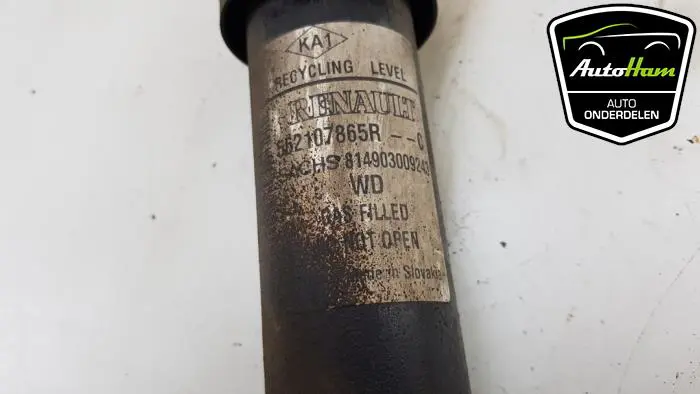 KA1
RECYCLING LEVEL
RENAULT
562107865R --C
SACHS 814903009243
WD
GAS FILLED
NOT OPEN
Made in Slovakia
AutoHam
AUTO
ONDERDELEN